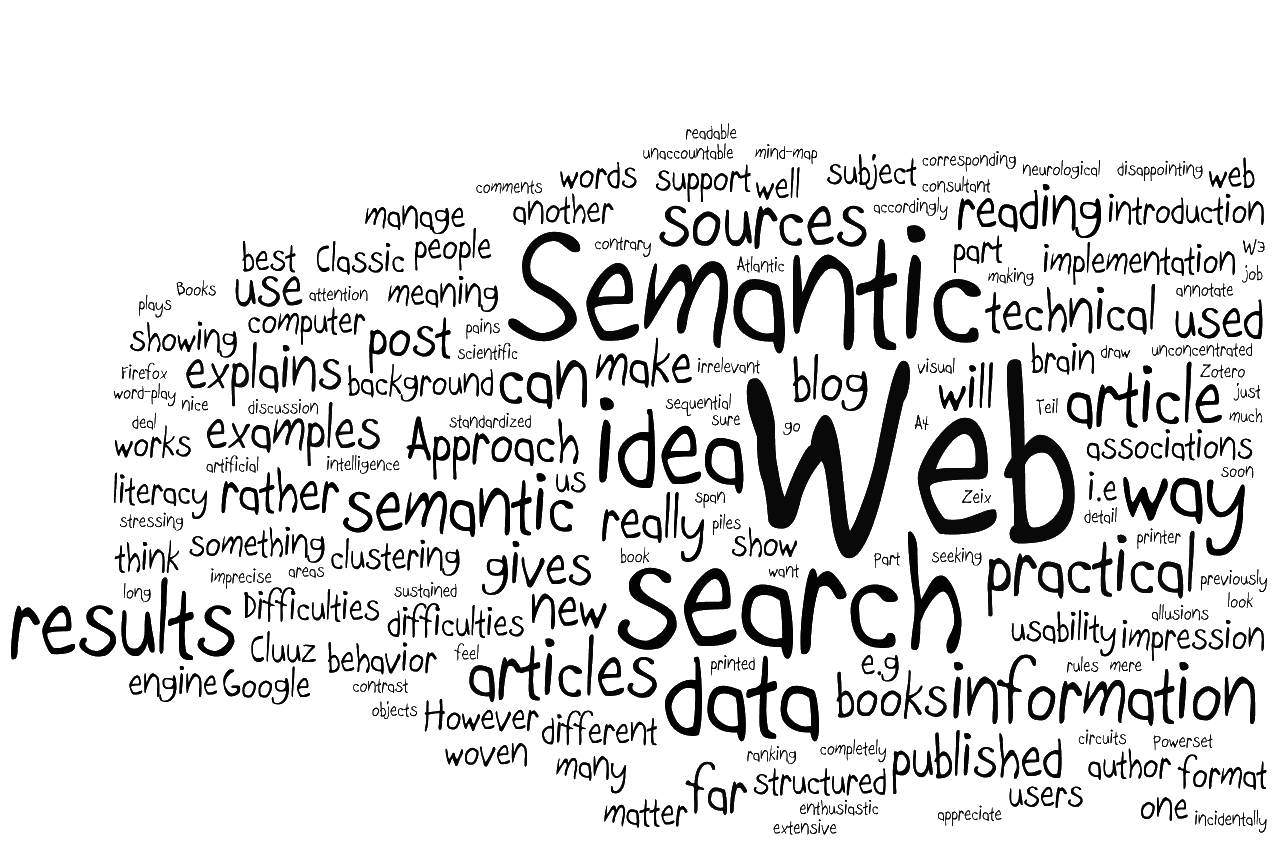 readable
unaccountable mind-map
comments words support well subject corresponding neurological disappointing web
consultant
manage another sources accordingly reading introduction
best Classic people contrary Semantic part implementation W3
Books use attention meaning Atlantic making job
plays annotate
showing computer post pains technical used
scientific
Firefox explains background can make irrelevant blog visual will brain draw unconcentrated
Zotero
word-play nice discussion sequential Web Teil article just
deal standardized sure go A4 much
works examples Approach idea associations
artificial intelligence us soon
literacy rather semantic span Zeix i.e way
stressing really piles detail
think something clustering gives book show Part seeking practical printer
imprecise areas want previously
long sustained look
results Difficulties difficulties new search allusions
usability impression
Cluuz behavior feel articles printed e.g rules mere
engine Google contrast data books information
objects However different
woven many ranking completely published circuits Powerset
matter far structured author format
enthusiastic users one
extensive appreciate incidentally